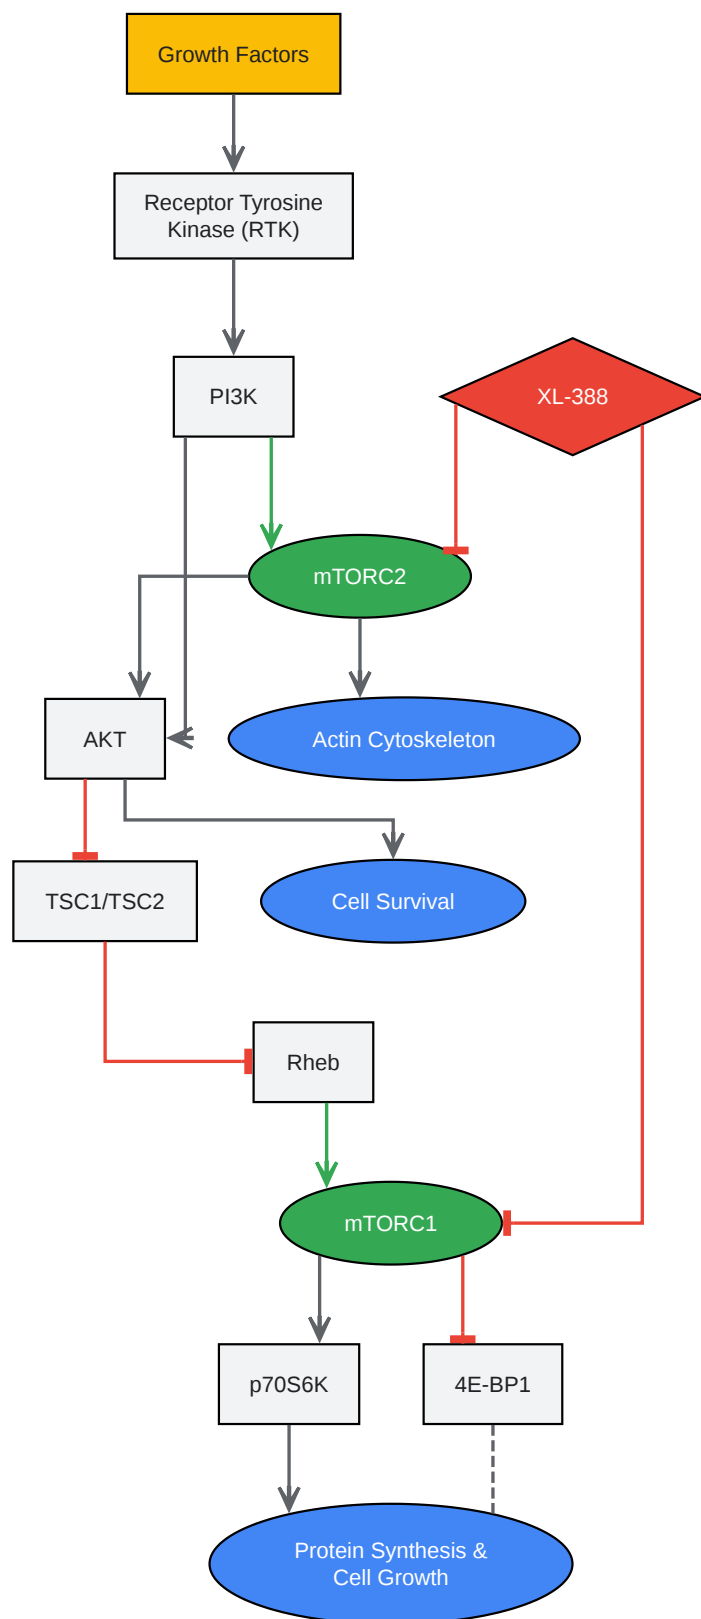 Growth Factors
Receptor Tyrosine
Kinase (RTK)
PI3K
XL-388
mTORC2
AKT
Actin Cytoskeleton
TSC1/TSC2
Cell Survival
Rheb
mTORC1
p70S6K
4E-BP1
Protein Synthesis &
Cell Growth